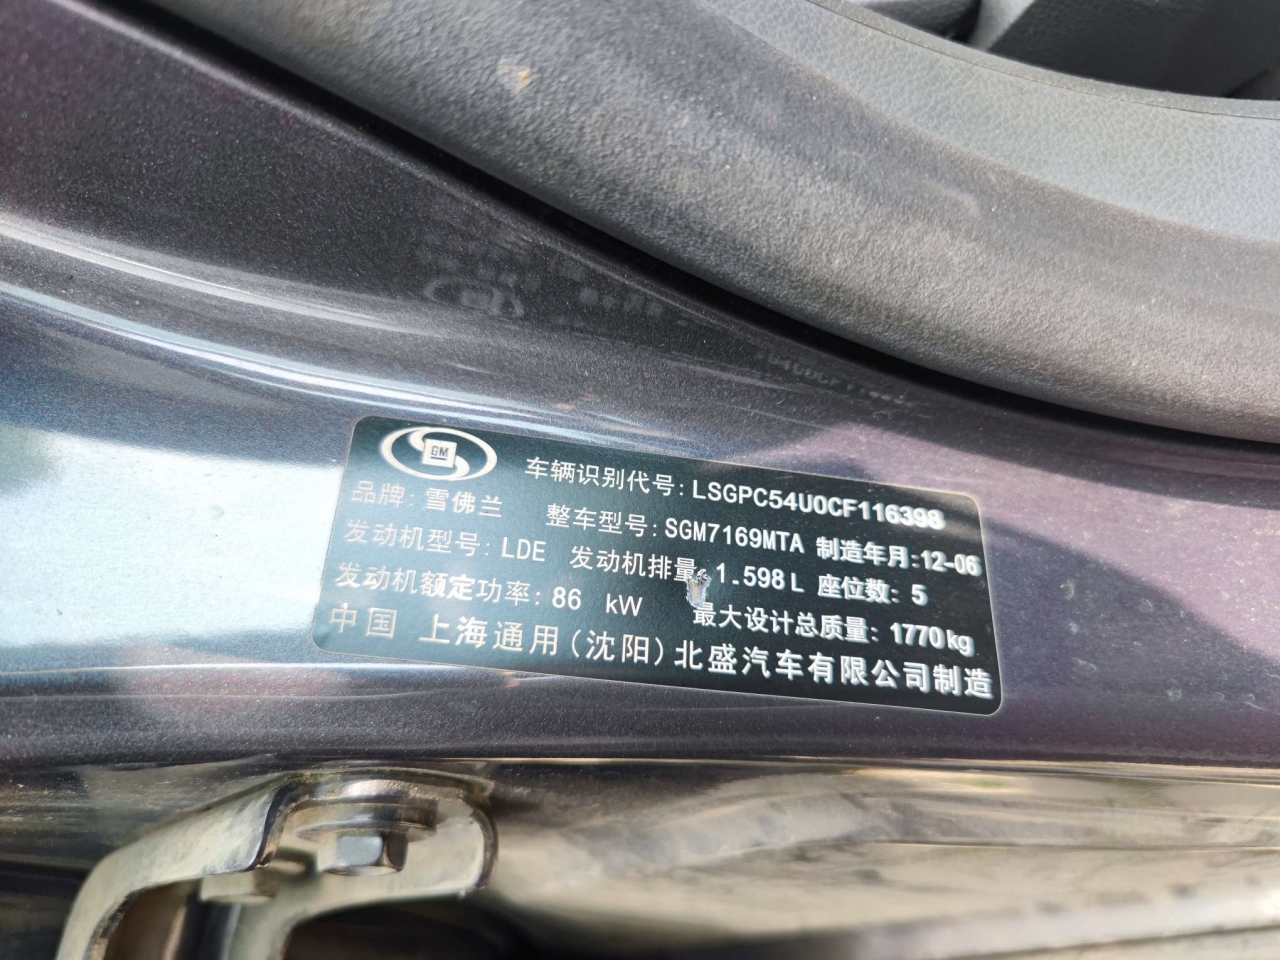 GM
车辆识别代号: LSGPC54U0CF116398
品牌: 雪佛兰 整车型号: SGM7169MTA 制造年月: 12-06
发动机型号: LDE 发动机排量: 1.598L 座位数: 5
发动机额定功率: 86 kW 最大设计总质量: 1770kg
中国 上海通用(沈阳)北盛汽车有限公司制造